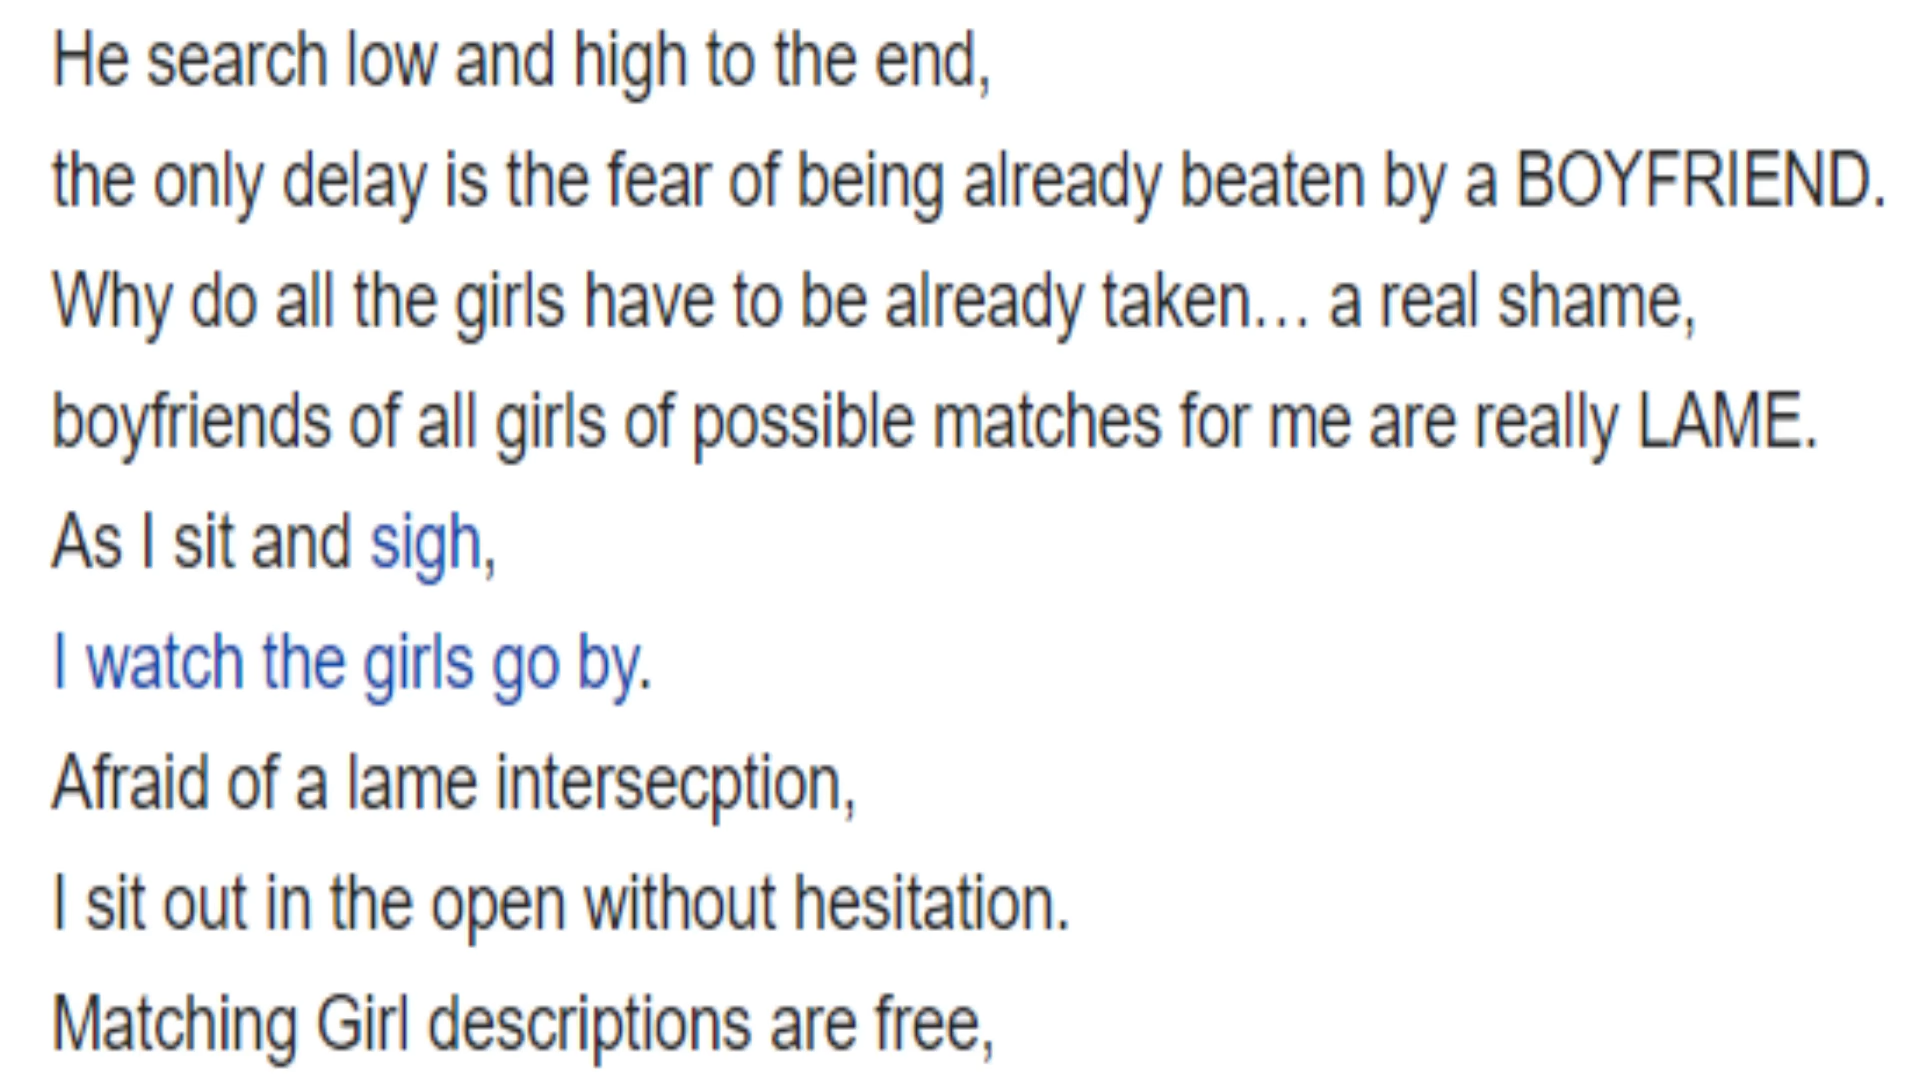 He search low and high to the end,
the only delay is the fear of being already beaten by a BOYFRIEND.
Why do all the girls have to be already taken… a real shame,
boyfriends of all girls of possible matches for me are really LAME.
As I sit and sigh,
I watch the girls go by.
Afraid of a lame intersecption,
I sit out in the open without hesitation.
Matching Girl descriptions are free,